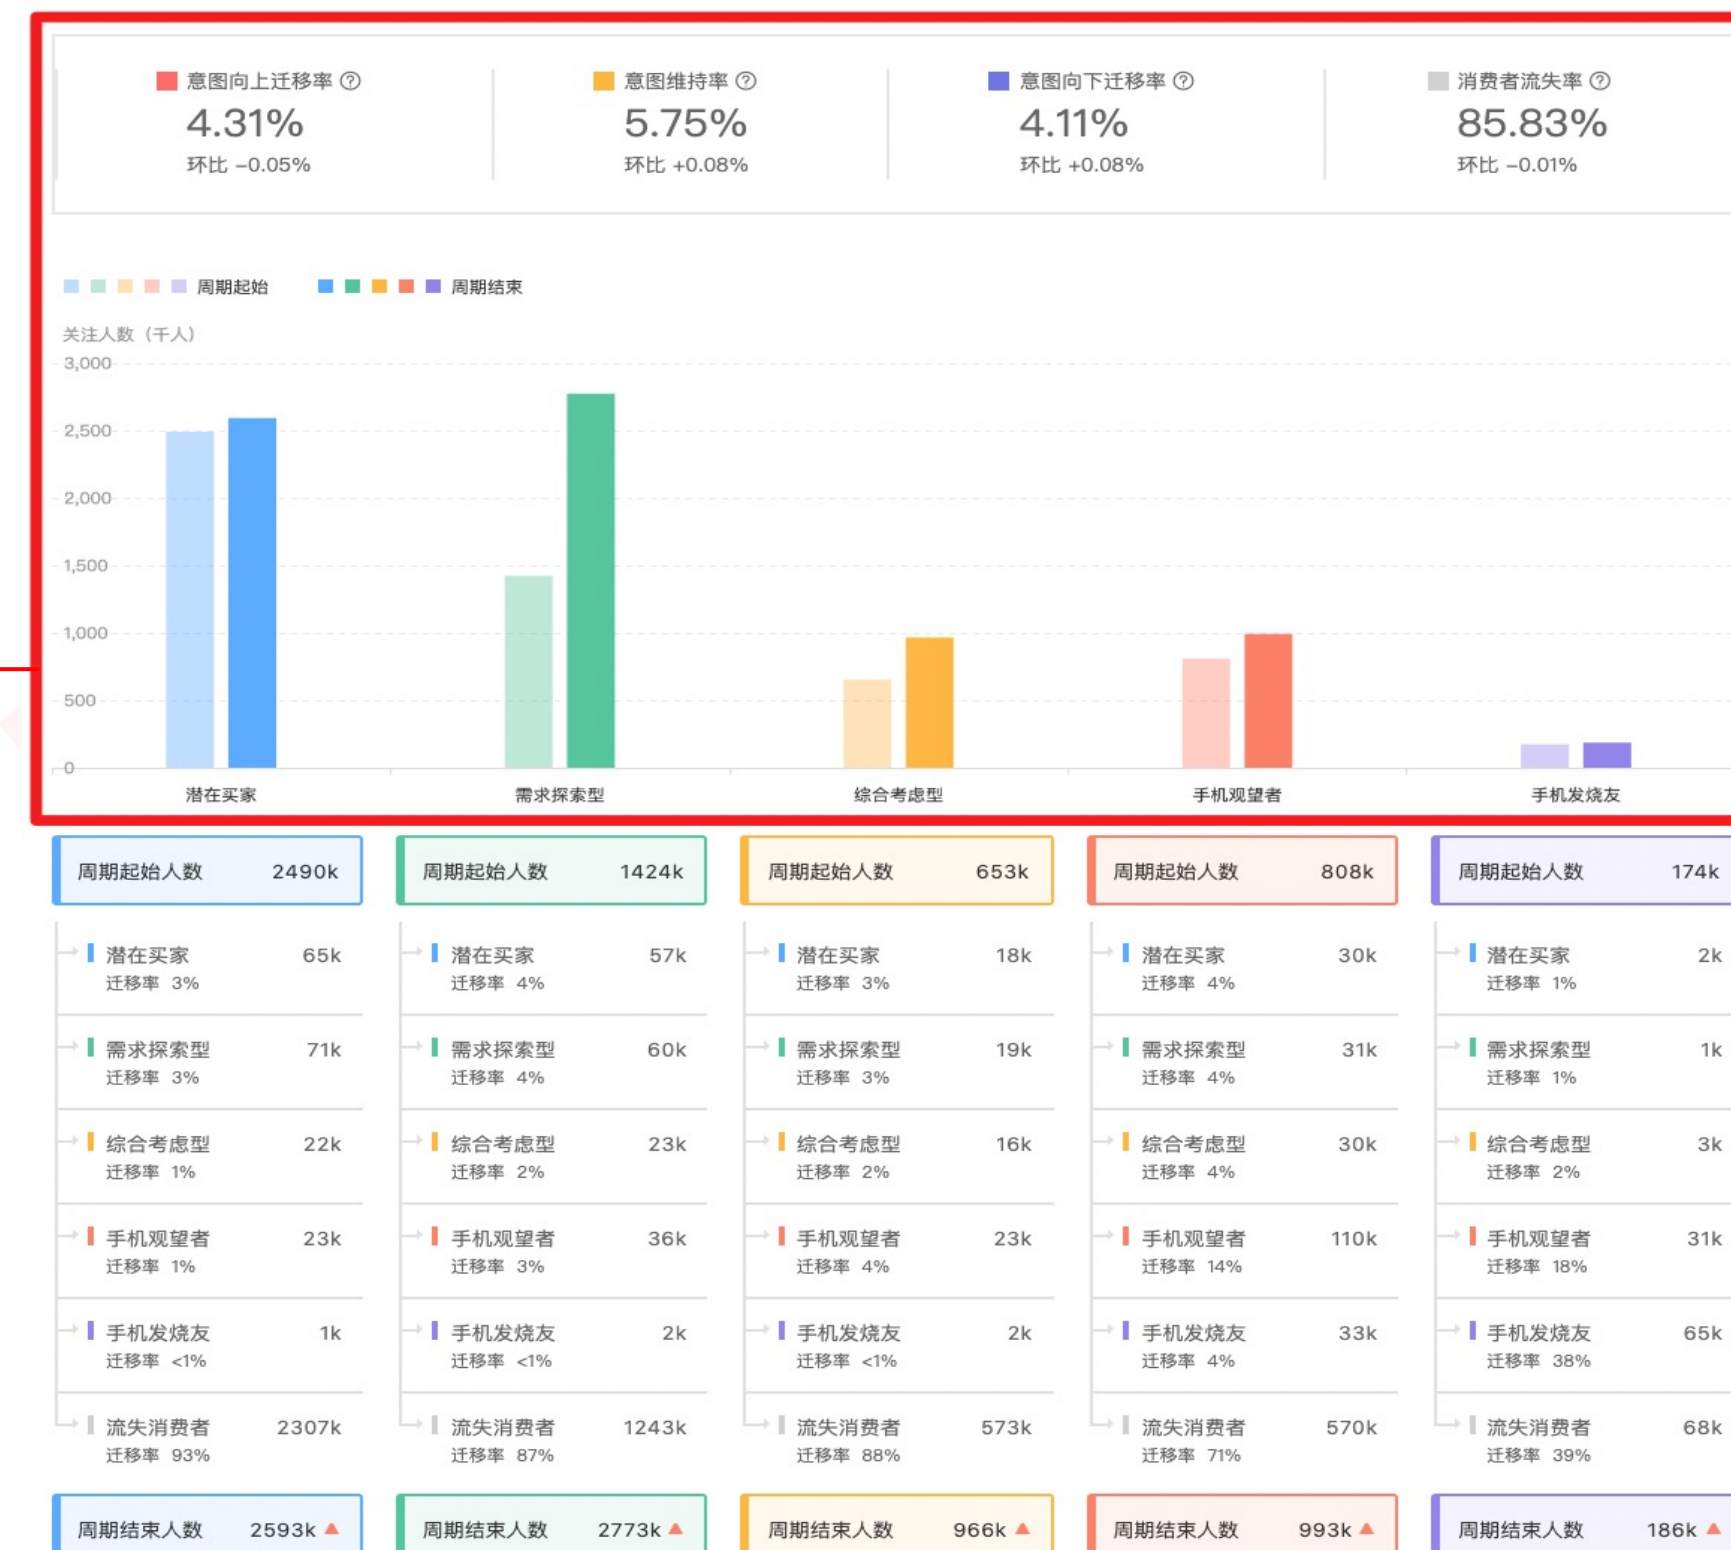 意图向上迁移率 意图维持率 意图向下迁移率 消费者流失率
4.31% 5.75% 4.11% 85.83%
环比 -0.05% 环比 +0.08% 环比 +0.08% 环比 -0.01%
周期起始 周期结束
关注人数（千人）
3,000
2,500
2,000
1,500
1,000
500
0
潜在买家 需求探索型 综合考虑型 手机观望者 手机发烧友
周期起始人数 2490k 周期起始人数 1424k 周期起始人数 653k 周期起始人数 808k 周期起始人数 174k
潜在买家 65k 潜在买家 57k 潜在买家 18k 潜在买家 30k 潜在买家 2k
迁移率 3% 迁移率 4% 迁移率 3% 迁移率 4% 迁移率 1%
需求探索型 71k 需求探索型 60k 需求探索型 19k 需求探索型 31k 需求探索型 1k
迁移率 3% 迁移率 4% 迁移率 3% 迁移率 4% 迁移率 1%
综合考虑型 22k 综合考虑型 23k 综合考虑型 16k 综合考虑型 30k 综合考虑型 3k
迁移率 1% 迁移率 2% 迁移率 2% 迁移率 4% 迁移率 2%
手机观望者 23k 手机观望者 36k 手机观望者 23k 手机观望者 110k 手机观望者 31k
迁移率 1% 迁移率 3% 迁移率 4% 迁移率 14% 迁移率 18%
手机发烧友 1k 手机发烧友 2k 手机发烧友 2k 手机发烧友 33k 手机发烧友 65k
迁移率 <1% 迁移率 <1% 迁移率 <1% 迁移率 4% 迁移率 38%
流失消费者 2307k 流失消费者 1243k 流失消费者 573k 流失消费者 570k 流失消费者 68k
迁移率 93% 迁移率 87% 迁移率 88% 迁移率 71% 迁移率 39%
周期结束人数 2593k 周期结束人数 2773k 周期结束人数 966k 周期结束人数 993k 周期结束人数 186k